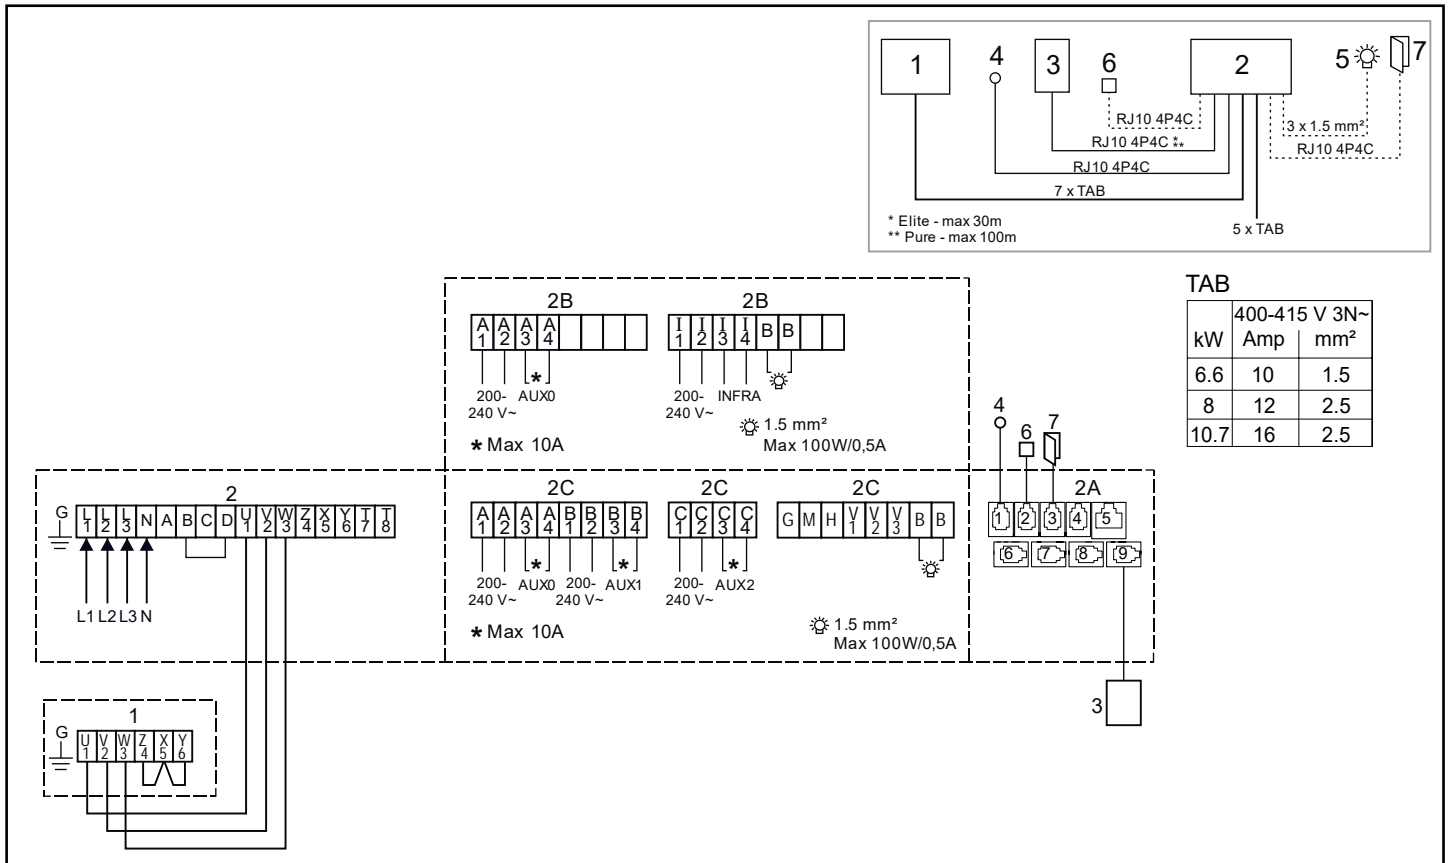 1 4 3 6 2 5 7
RJ10 4P4C
3 x 1.5 mm²
RJ10 4P4C *
**
RJ10 4P4C
RJ10 4P4C
7 x TAB
5 x TAB
* Elite - max 30m
** Pure - max 100m
TAB
400-415 V 3N~
kW Amp mm²
6.6 10 1.5
8 12 2.5
10.7 16 2.5
2B
A1 A2 A3 A4
*
200-240 V~
AUX0
* Max 10A
2B
I1 I2 I3 I4 B B
200-240 V~
INFRA
1.5 mm²
Max 100W/0,5A
4
6
7
2
G L1 L2 L3 N A B C D U1 V2 W3 Z4 X5 Y6 T7 T8
L1 L2 L3 N
2C
A1 A2 A3 A4 B1 B2 B3 B4
* *
200-240 V~
AUX0
200-240 V~
AUX1
* Max 10A
2C
C1 C2 C3 C4
*
200-240 V~
AUX2
2C
G M H V1 V2 V3 B B
1.5 mm²
Max 100W/0,5A
2A
1 2 3 4 5
6 7 8 9
3
1
G U1 V2 W3 Z4 X5 Y6